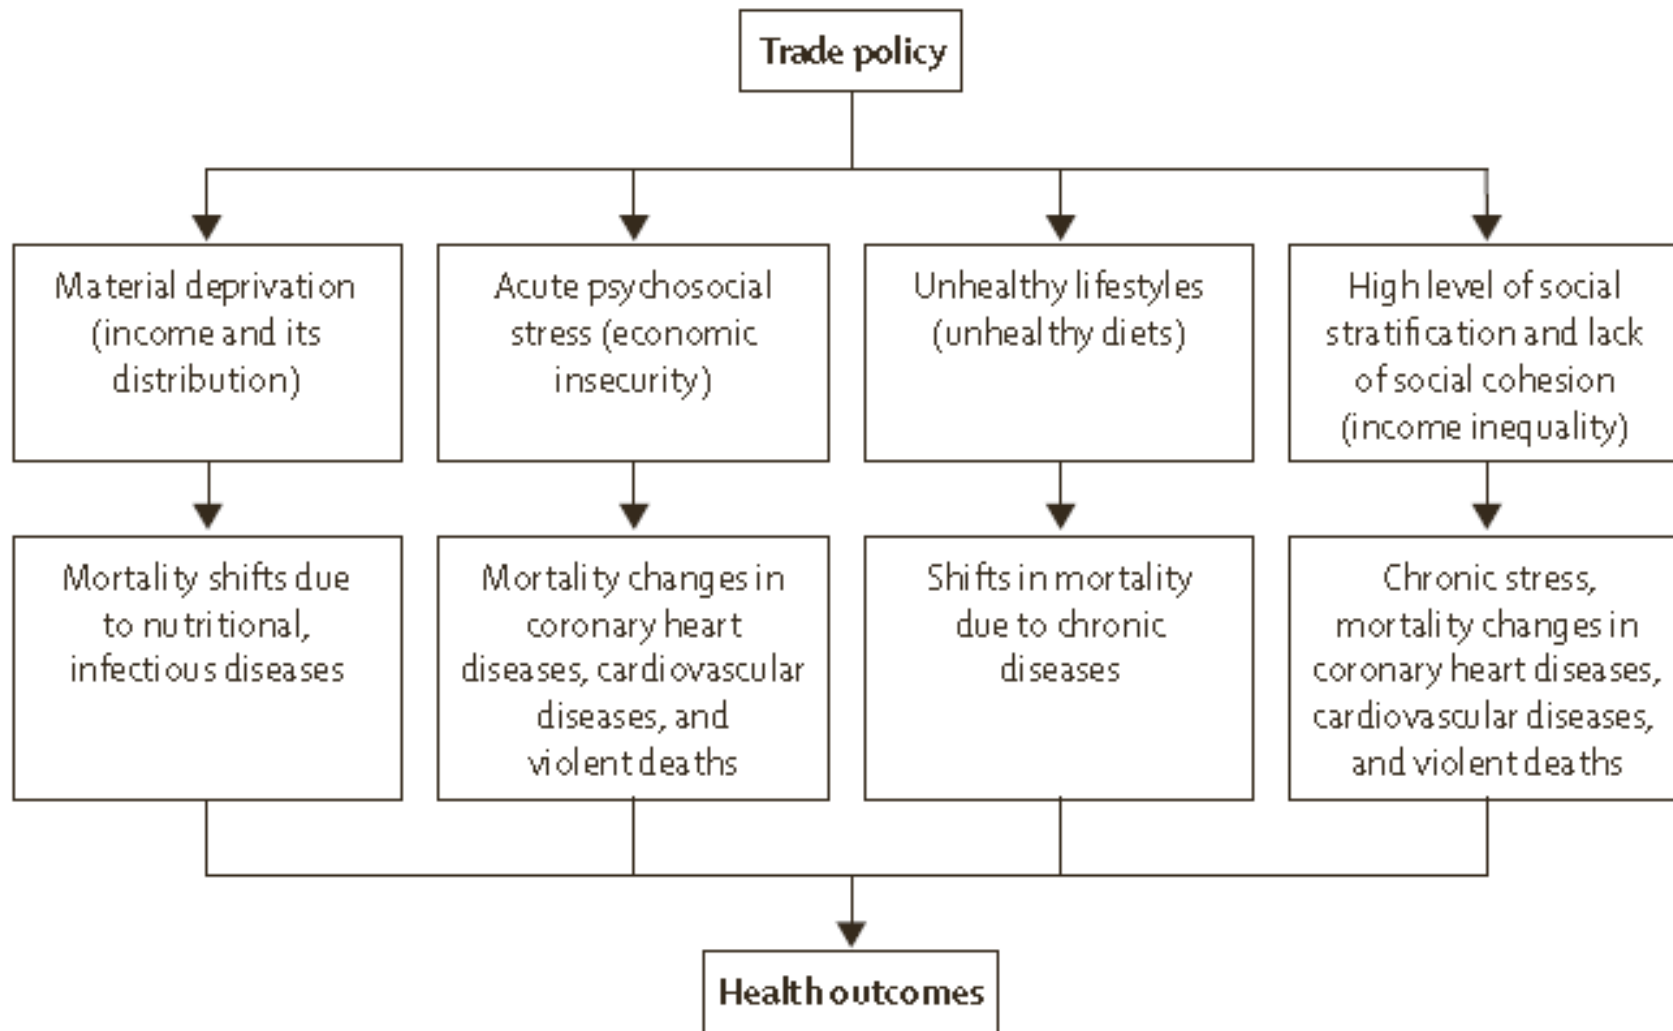 Trade policy
Material deprivation
(income and its
distribution)
Acute psychosocial
stress (economic
insecurity)
Unhealthy lifestyles
(unhealthy diets)
High level of social
stratification and lack
of social cohesion
(income inequality)
Mortality shifts due
to nutritional,
infectious diseases
Mortality changes in
coronary heart
diseases, cardiovascular
diseases, and
violent deaths
Shifts in mortality
due to chronic
diseases
Chronic stress,
mortality changes in
coronary heart diseases,
cardiovascular diseases,
and violent deaths
Health outcomes